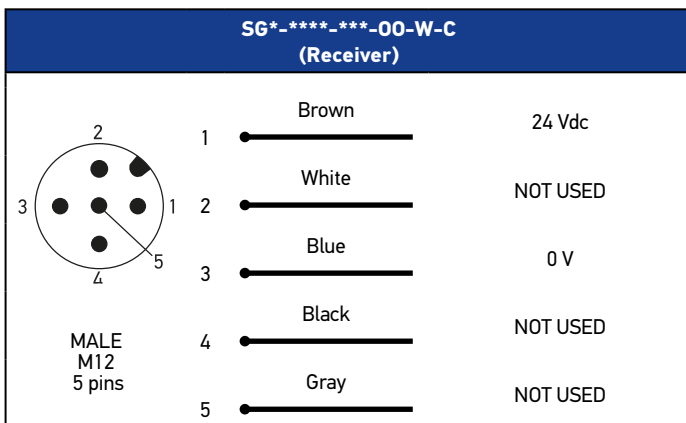 SG*-****-***-OO-W-C
(Receiver)
2
3
1
5
4
MALE
M12
5 pins
1
Brown
24 Vdc
2
White
NOT USED
3
Blue
0 V
4
Black
NOT USED
5
Gray
NOT USED